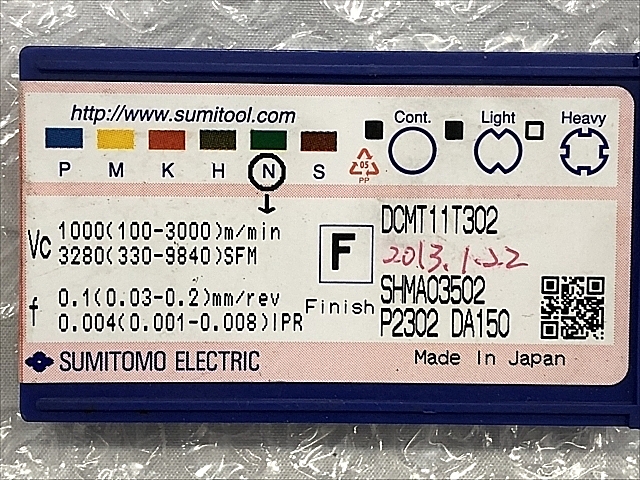 http://www.sumitool.com
P M K H N S
05
PP
Cont. Light Heavy
Vc 1000(100-3000)m/min
3280(330-9840)SFM
f 0.1(0.03-0.2)mm/rev
0.004(0.001-0.008)IPR
F
Finish
DCMT11T302
2013.1.22
SHMA03502
P2302 DA150
SUMITOMO ELECTRIC
Made In Japan